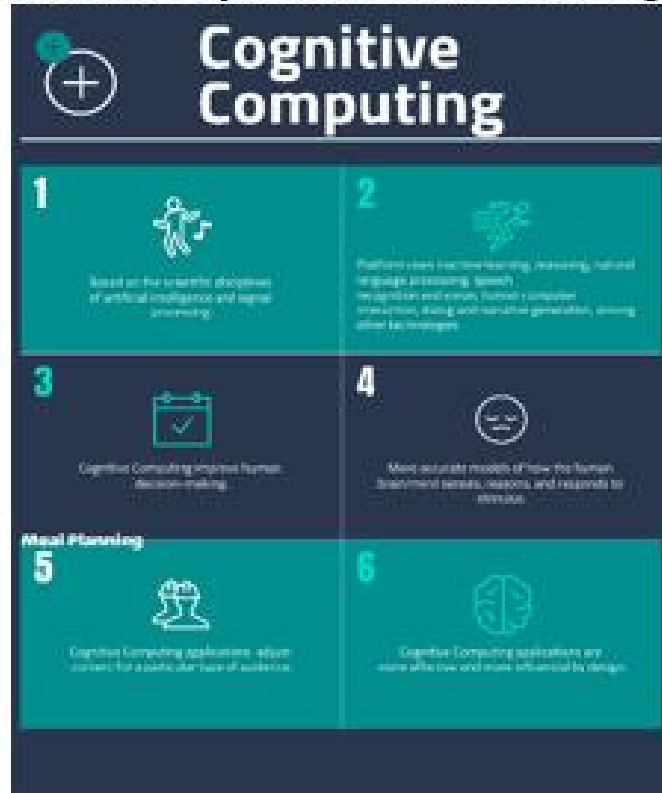 Cognitive
Computing
1
Based on the scientific disciplines
of artificial intelligence and signal
processing.
2
Platform uses machine learning, reasoning, natural
language processing, speech
recognition and vision, human computer
interaction, dialog and narrative generation, among
other technologies
3
Cognitive Computing improve human
decision-making.
4
More accurate models of how the human
brain/mind senses, reasons, and responds to
stimulus.
Meal Planning
5
Cognitive Computing applications adjust
content for a particular type of audience.
6
Cognitive Computing applications are
more affective and more influential by design